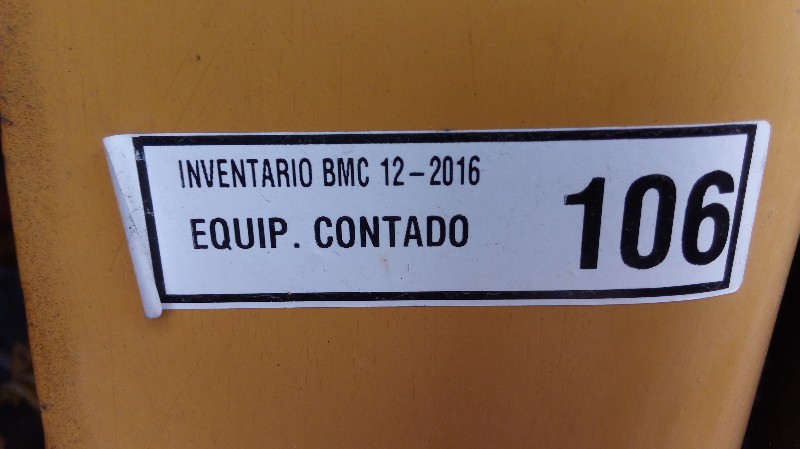 INVENTARIO BMC 12-2016
EQUIP. CONTADO
106